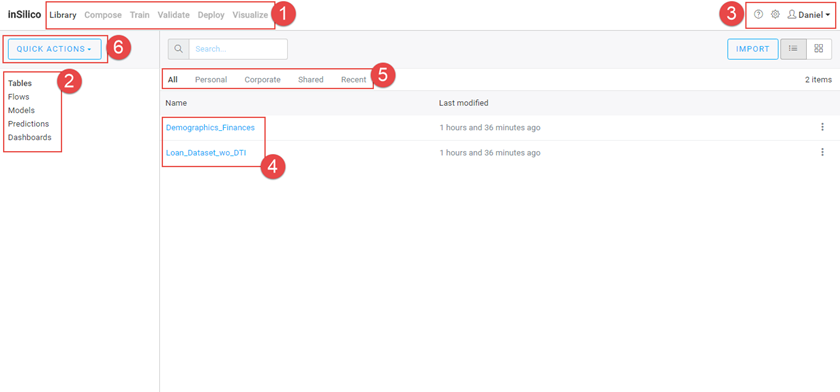 inSilico Library Compose Train Validate Deploy Visualize 1 3 Daniel
QUICK ACTIONS 6 Search... IMPORT
Tables 2 All Personal Corporate Shared Recent 5 2 items
Flows
Name Last modified
Models
Predictions Demographics_Finances 1 hours and 36 minutes ago
Dashboards
Loan_Dataset_wo_DTI 1 hours and 36 minutes ago
4